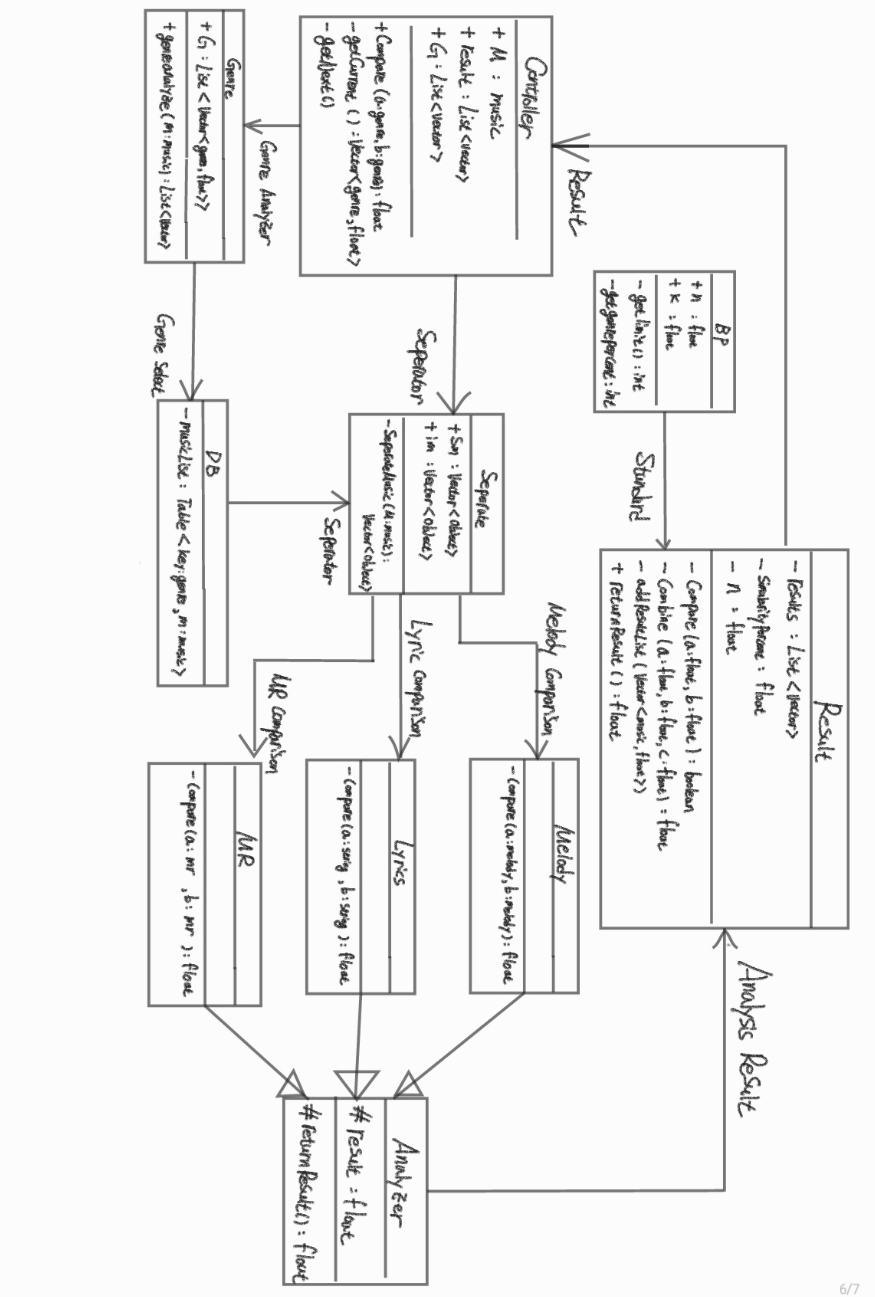 6/7
Result
- results : List <Vector>
- SimularityPercent : float
- n : float
- Compare (a:float, b:float) : boolean
- Combine (a:float, b:float, c:float) : float
- addResultList ( Vector<music, float>)
+ returnResult () : float
Analysis Result
BP
+ n : float
+ k : float
- get limit() : int
- getgenrepercent : int
Standard
Result
Controller
+ M : music
+ result : List <vector>
+ G : List <vector>
+ Compare (a:genre, b:genre) : float
- getCurrent () : Vector<genre, float>
- getNext()
Seperator
Seperate
+ Sm : Vector <object>
+ im : Vector <object>
- SeperateMusic (M:music) :
Vector <object>
Melody Comparison
Melody
- Compare (a:melody, b:melody) : float
Lyric Comparison
Lyrics
- Compare (a:string , b:string ) : float
MR Comparison
MR
- Compare (a: mr , b: mr ) : float
Analyzer
# result : float
# returnResult() : float
Seperator
Genre Analyzer
Genre
+ G : List < Vector<genre, float>>
+ genreanalyze ( m:music) : List <Vector>
Genre Select
DB
- musicList : Table < key:genre, m:music>